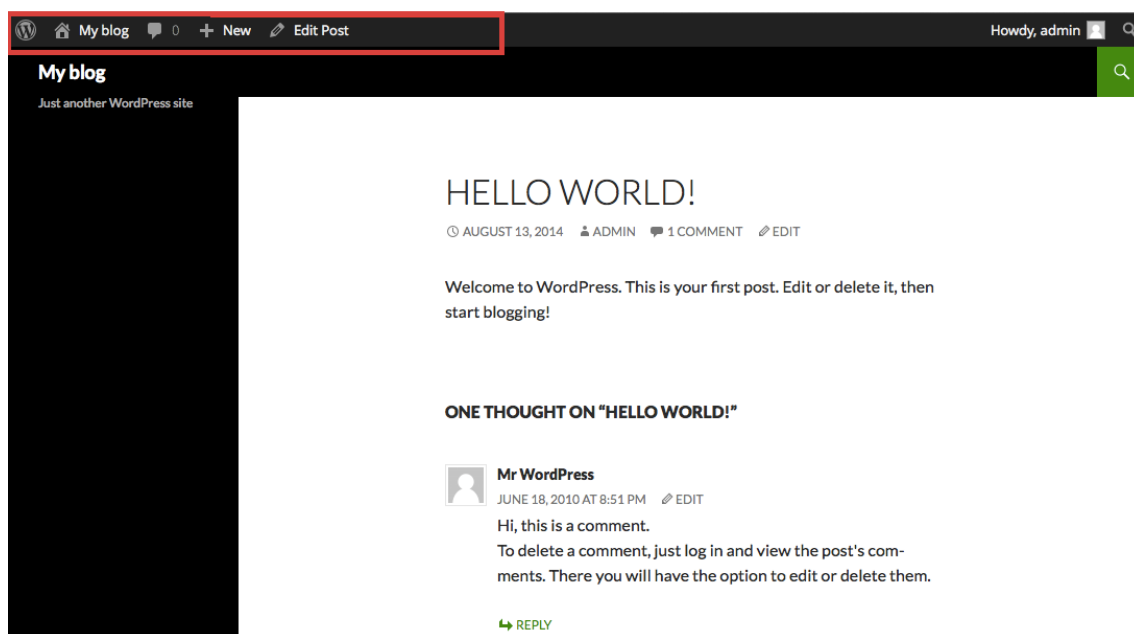 My blog 0 New Edit Post Howdy, admin
My blog
Just another WordPress site
HELLO WORLD!
AUGUST 13, 2014 ADMIN 1 COMMENT EDIT
Welcome to WordPress. This is your first post. Edit or delete it, then
start blogging!
ONE THOUGHT ON “HELLO WORLD!”
Mr WordPress
JUNE 18, 2010 AT 8:51 PM EDIT
Hi, this is a comment.
To delete a comment, just log in and view the post's com-
ments. There you will have the option to edit or delete them.
REPLY